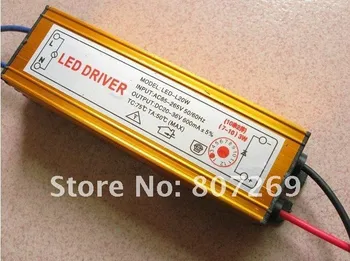 LED DRIVER
MODEL: LED-L20W
INPUT:AC85-265V 50/60Hz
OUTPUT:DC20-36V 600mA ± 5%
TC:75℃ TA:50℃ (MAX)
Store No: 807269